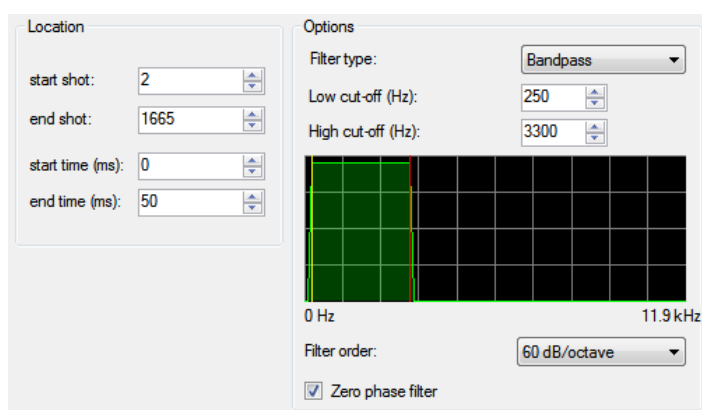 Location
start shot: 2
end shot: 1665
start time (ms): 0
end time (ms): 50
Options
Filter type: Bandpass
Low cut-off (Hz): 250
High cut-off (Hz): 3300
0 Hz 11.9 kHz
Filter order: 60 dB/octave
Zero phase filter